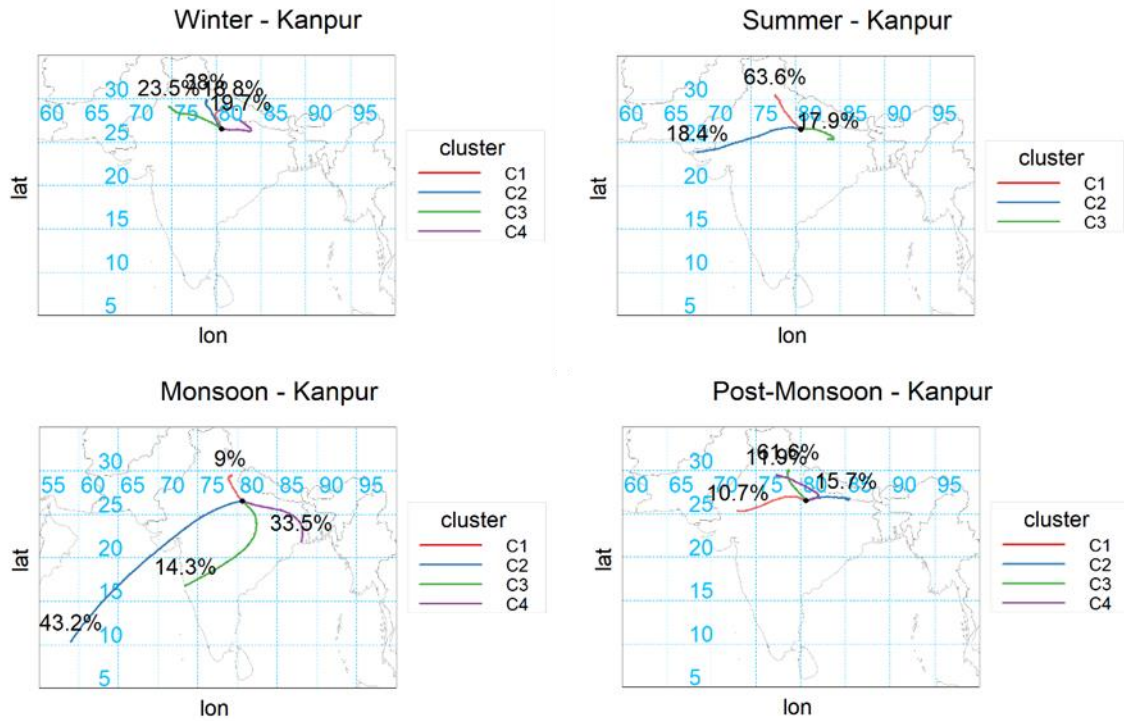 Winter - Kanpur
30
60 65 70 75 80 85 90 95
25
20
15
10
5
23.5%
28%
18.8%
19.7%
lat
lon
cluster
C1
C2
C3
C4
Summer - Kanpur
30
60 65 70 75 80 85 90 95
25
20
15
10
5
63.6%
18.4%
17.9%
lat
lon
cluster
C1
C2
C3
Monsoon - Kanpur
30
55 60 65 70 75 80 85 90 95
25
20
15
10
5
9%
33.5%
14.3%
43.2%
lat
lon
cluster
C1
C2
C3
C4
Post-Monsoon - Kanpur
30
60 65 70 75 80 85 90 95
25
20
15
10
5
61.6%
11.9%
10.7%
15.7%
lat
lon
cluster
C1
C2
C3
C4